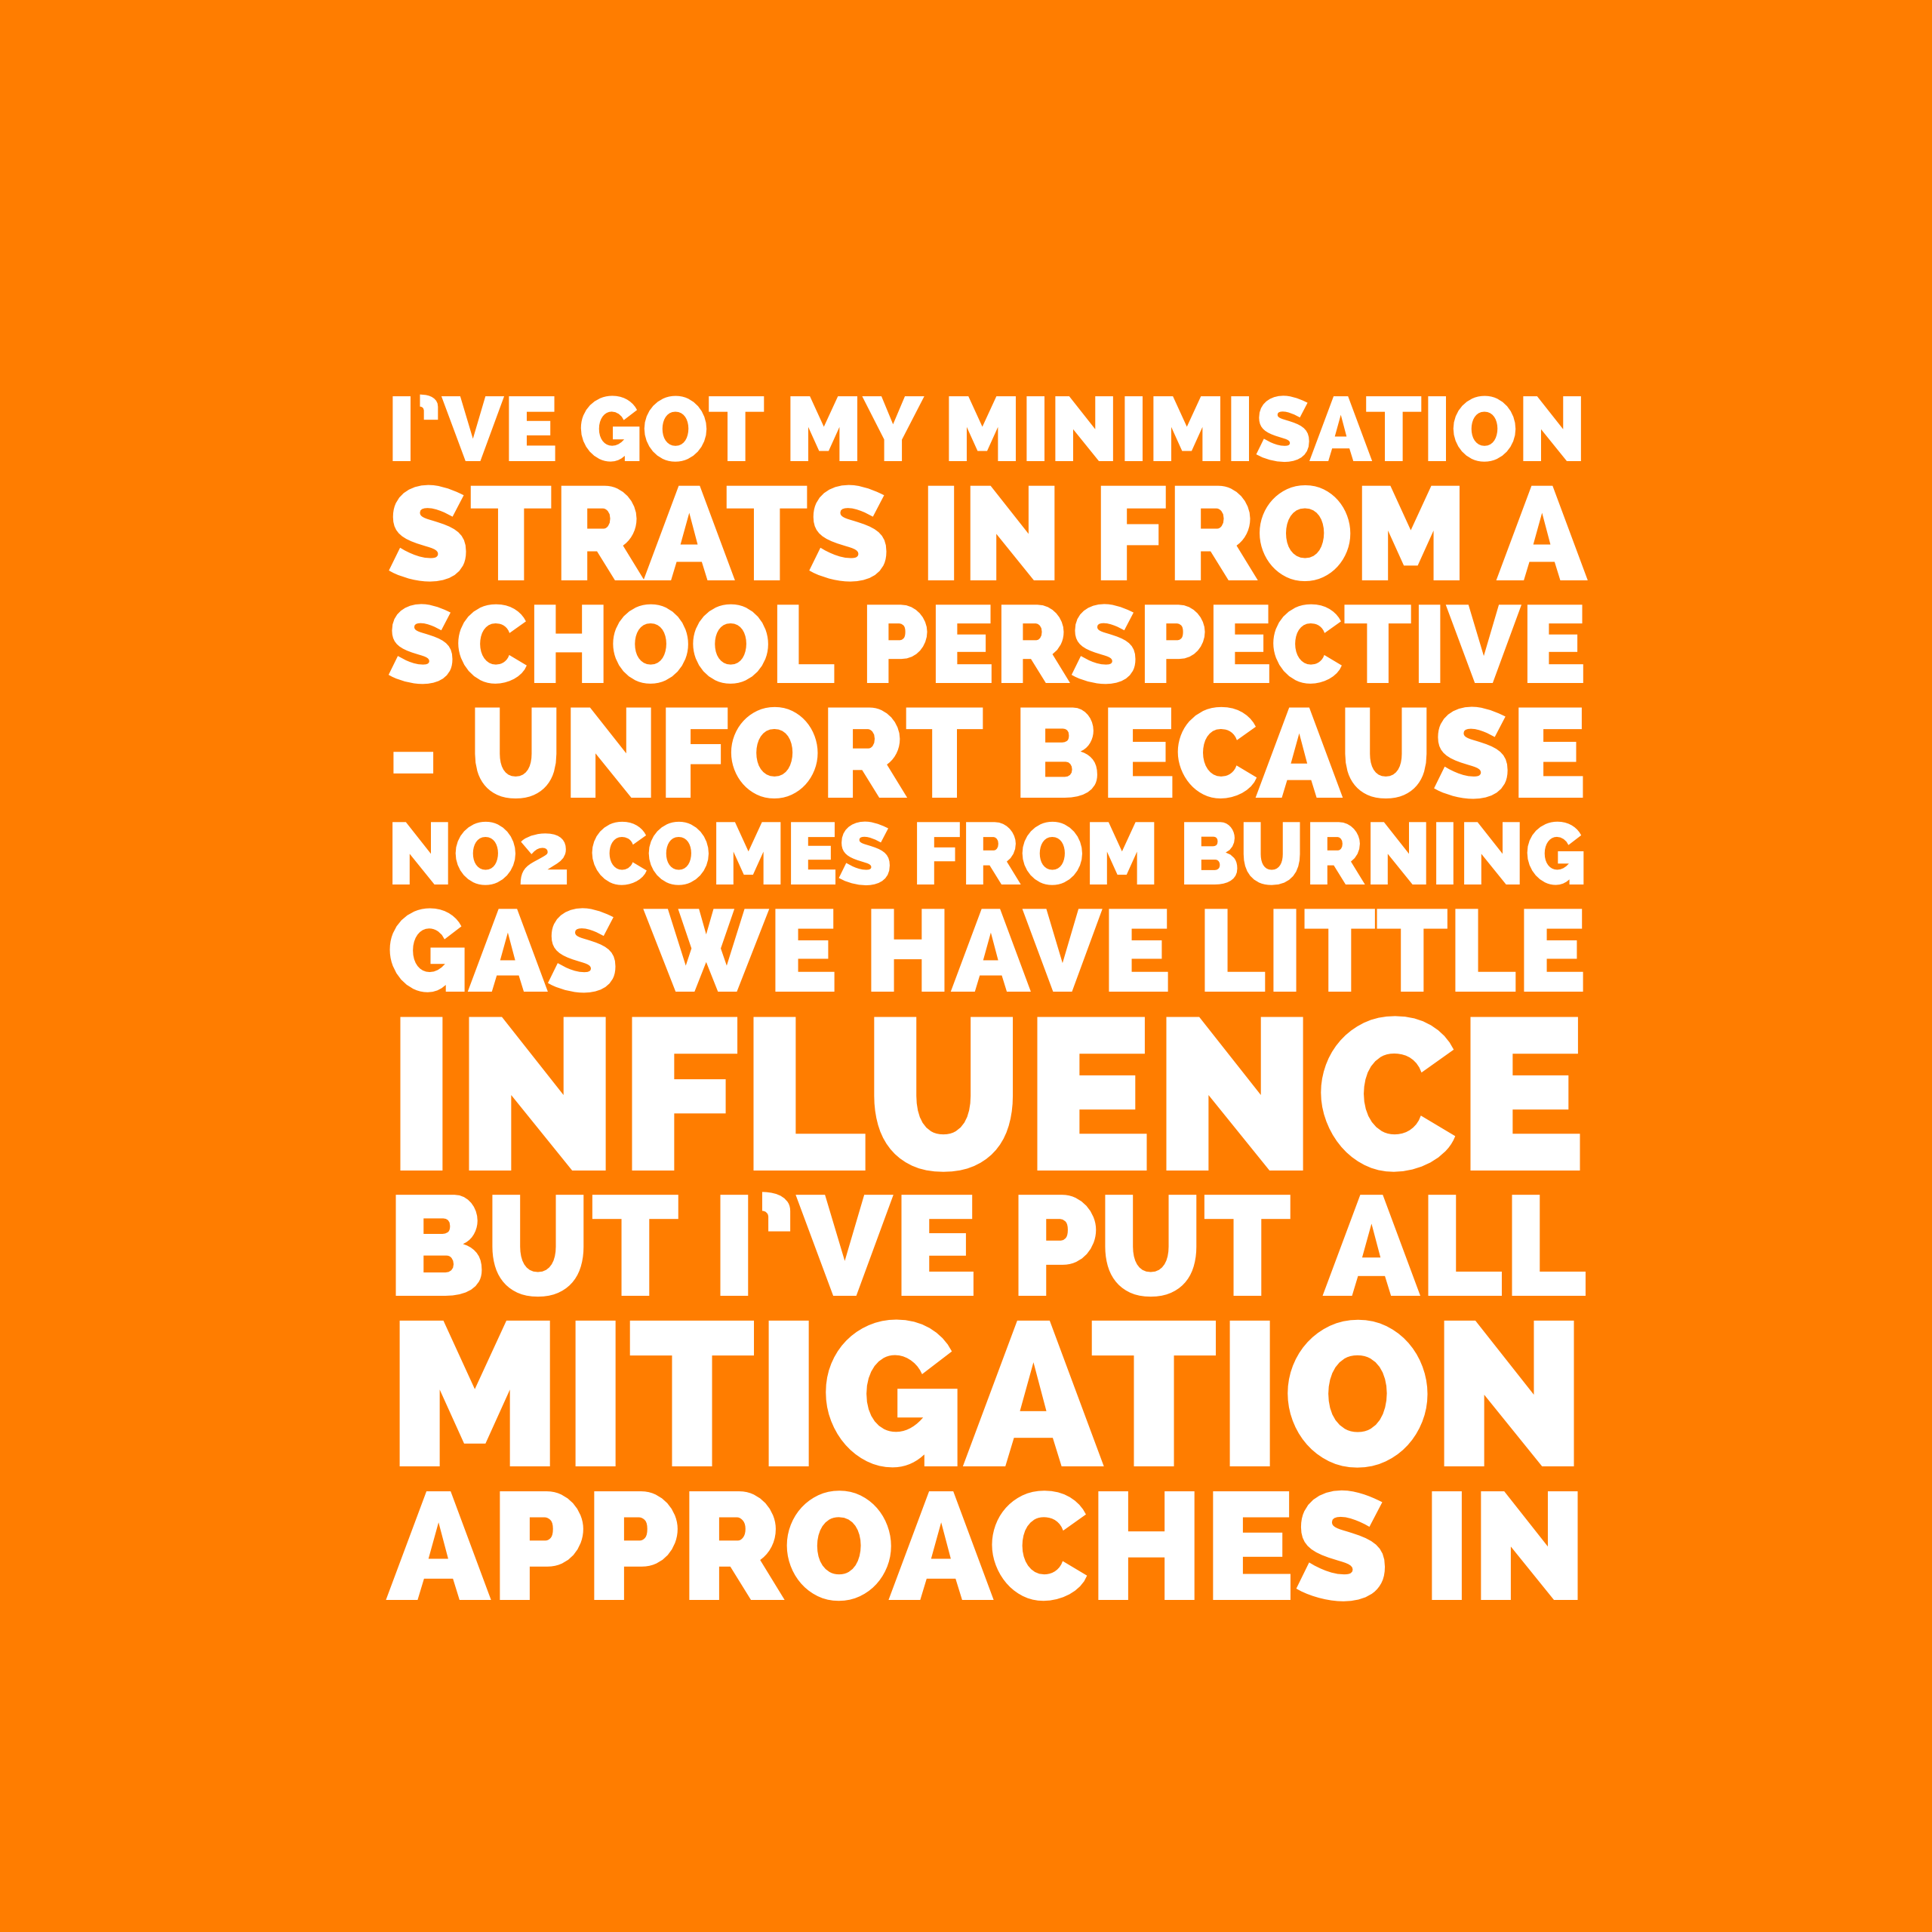 I'VE GOT MY MINIMISATION
STRATS IN FROM A
SCHOOL PERSPECTIVE
- UNFORT BECAUSE
NO2 COMES FROM BURNING
GAS WE HAVE LITTLE
INFLUENCE
BUT I'VE PUT ALL
MITIGATION
APPROACHES IN